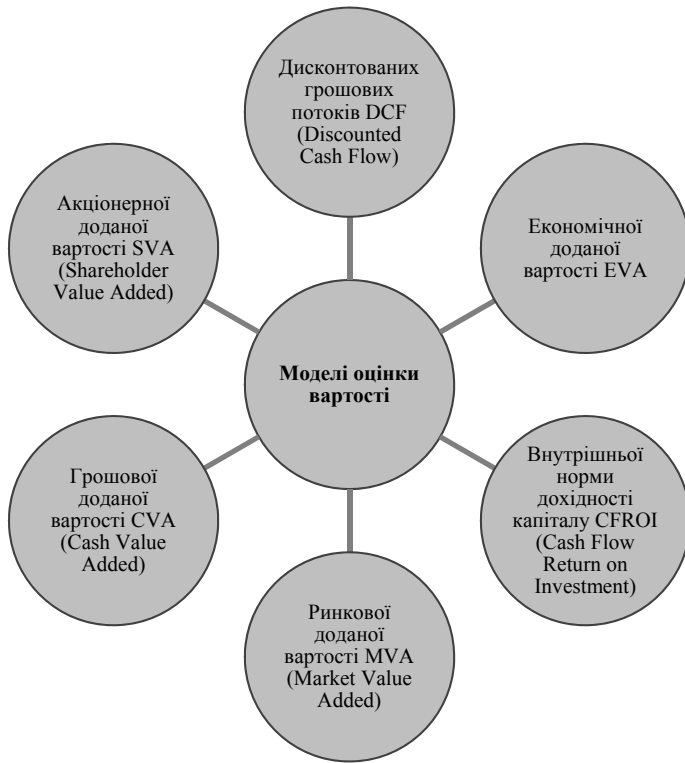 Дисконтованих
грошових
потоків DCF
(Discounted
Cash Flow)
Економічної
доданої
вартості EVA
Внутрішньої
норми
дохідності
капіталу CFROI
(Cash Flow
Return on
Investment)
Ринкової
доданої
вартості MVA
(Market Value
Added)
Грошової
доданої
вартості CVA
(Cash Value
Added)
Акціонерної
доданої
вартості SVA
(Shareholder
Value Added)
Моделі оцінки
вартості